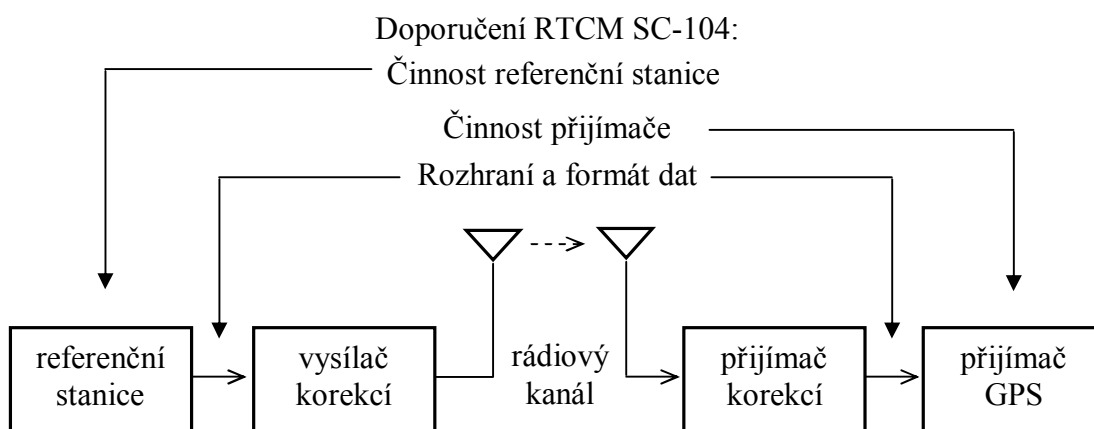 Doporučení RTCM SC-104:
Činnost referenční stanice
Činnost přijímače
Rozhraní a formát dat
referenční
stanice
vysílač
korekcí
rádiový
kanál
přijímač
korekcí
přijímač
GPS